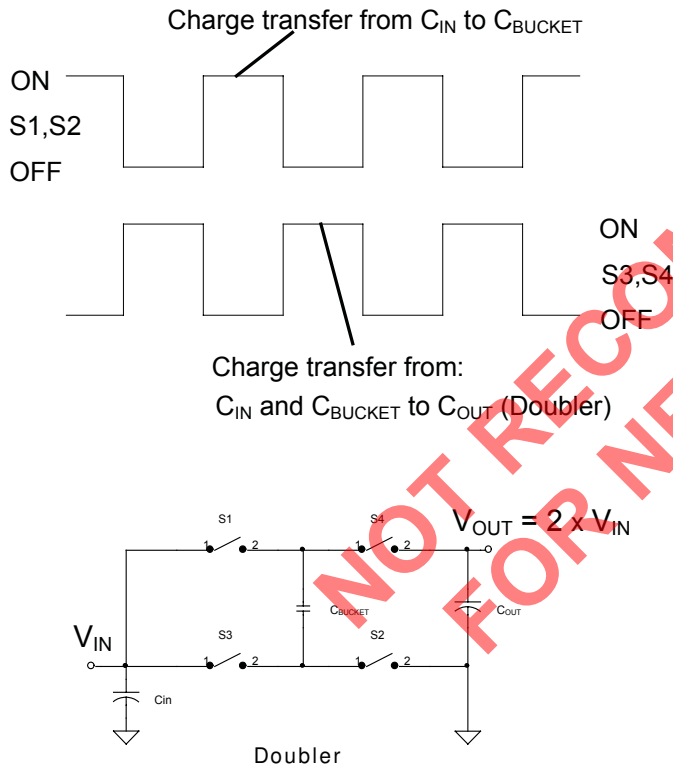 Charge transfer from C_IN to C_BUCKET
ON
S1,S2
OFF
ON
S3,S4
OFF
Charge transfer from:
C_IN and C_BUCKET to C_OUT (Doubler)
NOT RECOM
FOR NE
S1
S4
V_OUT = 2 x V_IN
1 2
1 2
C_BUCKET
C_OUT
V_IN
S3
S2
1 2
1 2
Cin
Doubler